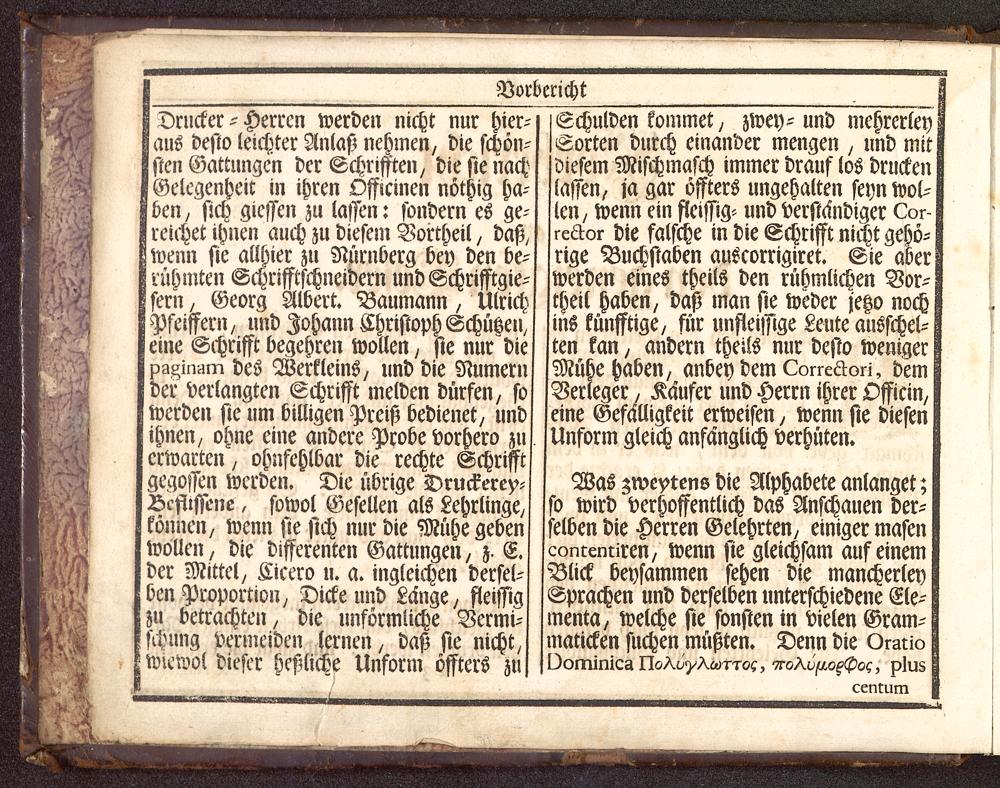 Vorbericht
Drucker-Herren werden nicht nur hier-
aus desto leichter Anlaß nehmen, die schön-
sten Gattungen der Schrifften, die sie nach
Gelegenheit in ihren Officinen nöthig ha-
ben, sich giessen zu lassen: sondern es ge-
reichet ihnen auch zu diesem Vortheil, daß,
wenn sie allhier zu Nürnberg bey den be-
rühmten Schrifftschneidern und Schrifftgie-
sern, Georg Albert. Baumann, Ulrich
Pfeiffern, und Johann Christoph Schützen,
eine Schrifft begehren wollen, sie nur die
paginam des Werkleins, und die Numern
der verlangten Schrifft melden dürfen, so
werden sie um billigen Preiß bedienet, und
ihnen, ohne eine andere Probe vorhero zu
erwarten, ohnfehlbar die rechte Schrifft
gegossen werden. Die übrige Druckerey-
Beflissene, sowol Gesellen als Lehrlinge,
können, wenn sie sich nur die Mühe geben
wollen, die differenten Gattungen, z. E.
der Mittel, Cicero u. a. ingleichen dersel-
ben Proportion, Dicke und Länge, fleissig
zu betrachten, die unförmliche Vermi-
schung vermeiden lernen, daß sie nicht,
wiewol dieser heßliche Unform öffters zu
Schulden kommet, zwey- und mehrerley
Sorten durch einander mengen, und mit
diesem Mischmasch immer drauf los drucken
lassen, ja gar öffters ungehalten seyn wol-
len, wenn ein fleissig- und verständiger Cor-
rector die falsche in die Schrifft nicht gehö-
rige Buchstaben auscorrigiret. Sie aber
werden eines theils den rühmlichen Vor-
theil haben, daß man sie weder jetzo noch
ins künfftige, für unfleissige Leute ausschel-
ten kan, andern theils nur desto weniger
Mühe haben, anbey dem Correctori, dem
Verleger, Käufer und Herrn ihrer Officin,
eine Gefälligkeit erweisen, wenn sie diesen
Unform gleich anfänglich verhüten.
Was zweytens die Alphabete anlanget;
so wird verhoffentlich das Anschauen der-
selben die Herren Gelehrten, einiger masen
contentiren, wenn sie gleichsam auf einem
Blick beysammen sehen die mancherley
Sprachen und derselben unterschiedene Ele-
menta, welche sie sonsten in vielen Gram-
maticken suchen müßten. Denn die Oratio
Dominica Πολύγλωττος, πολύμορφος, plus
centum